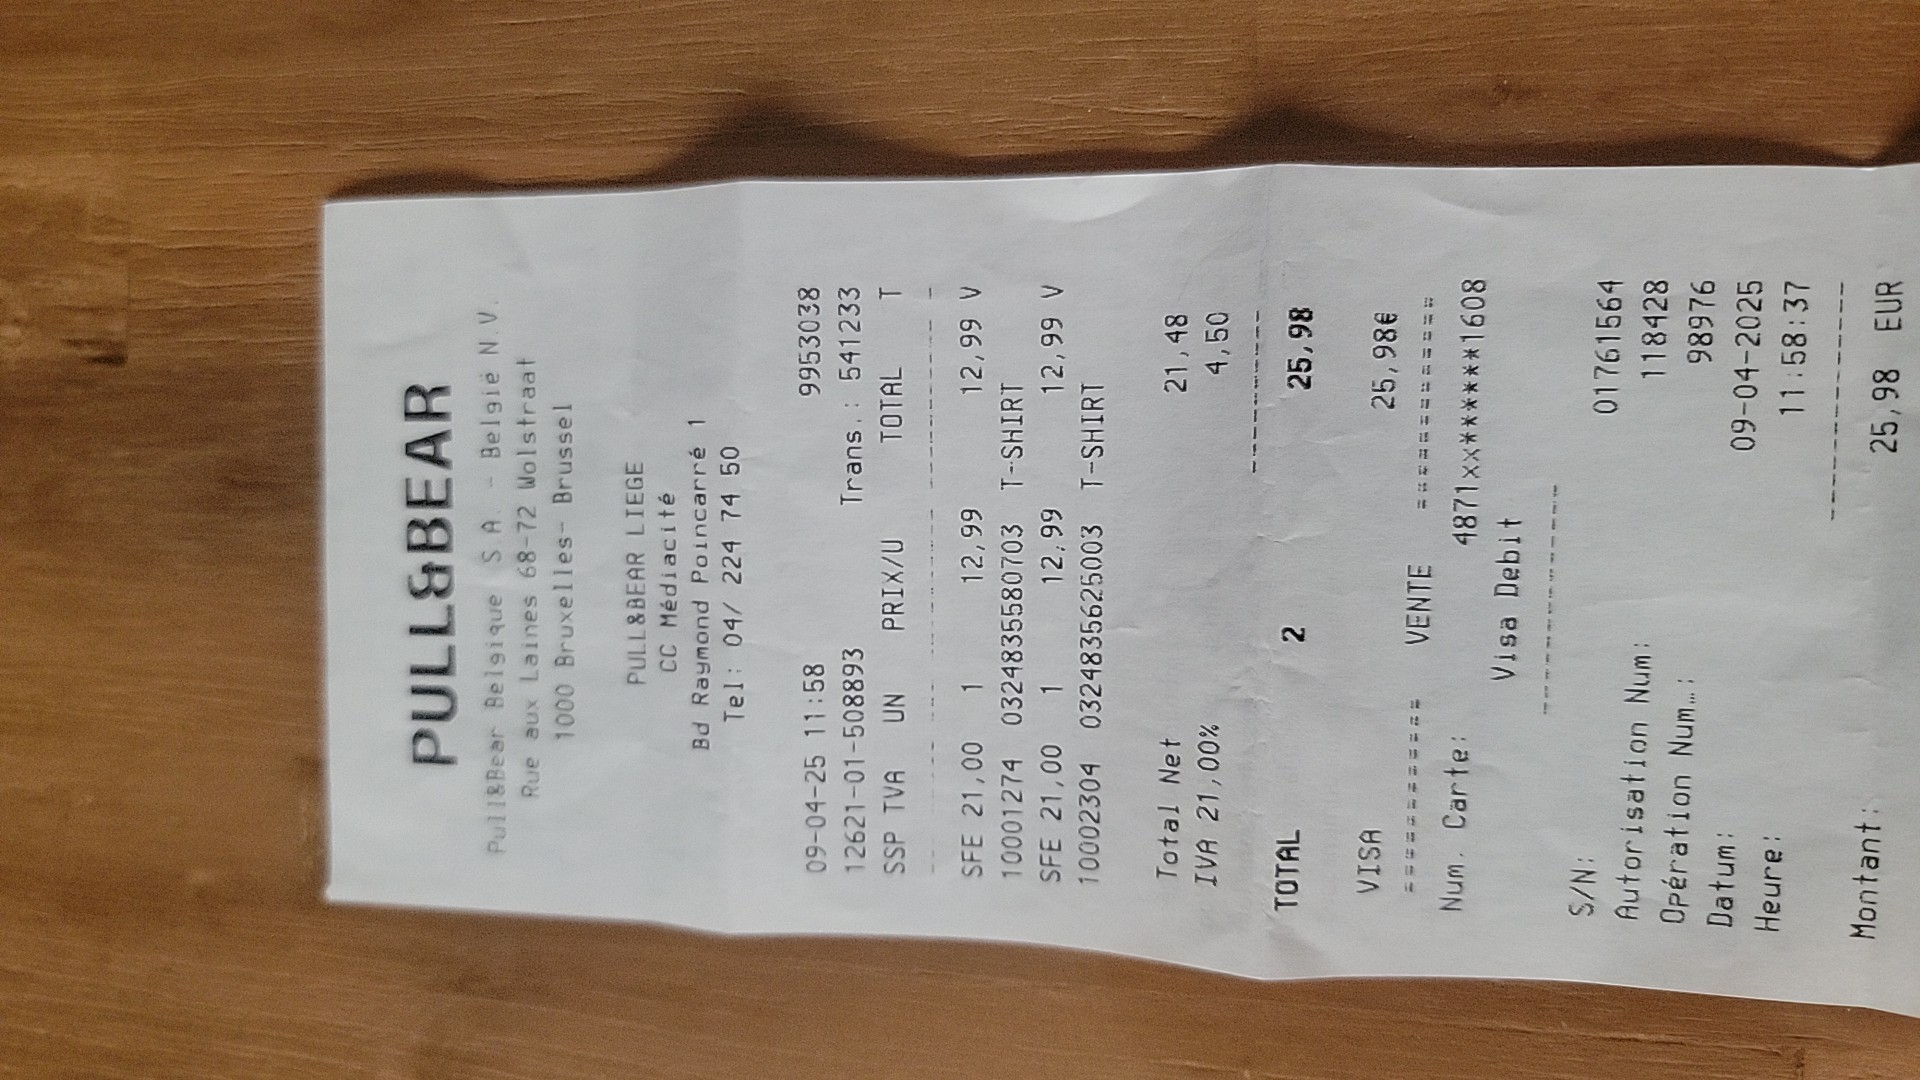 PULL&BEAR
Pull&Bear Belgique S A. - België N.V.
Rue aux Laines 68-72 Wolstraat
1000 Bruxelles- Brussel
PULL&BEAR LIEGE
CC Médiacité
Bd Raymond Poincarré 1
Tel: 04/ 224 74 50
09-04-25 11:58 9953038
12621-01-508893 Trans.: 541233
SSP TVA UN PRIX/U TOTAL T
SFE 21,00 1 12,99 12,99 V
10001274 03248355580703 T-SHIRT
SFE 21,00 1 12,99 12,99 V
10002304 03248355625003 T-SHIRT
Total Net 21,48
IVA 21,00% 4,50
TOTAL 2 25,98
VISA 25,98€
=========== VENTE ===========
Num. Carte: 4871xx******1608
Visa Debit
S/N: 01761564
Autorisation Num: 118428
Opération Num…: 98976
Datum: 09-04-2025
Heure: 11:58:37
Montant: 25,98 EUR